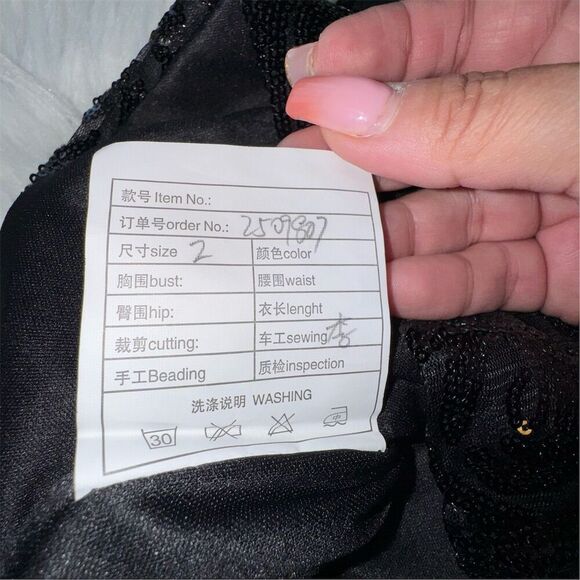 款号 Item No.:
订单号order No.: 2509807
尺寸size 2 颜色color
胸围bust: 腰围waist
臀围hip: 衣长lenght
裁剪cutting: 车工sewing
手工Beading 质检inspection
洗涤说明 WASHING
30 中